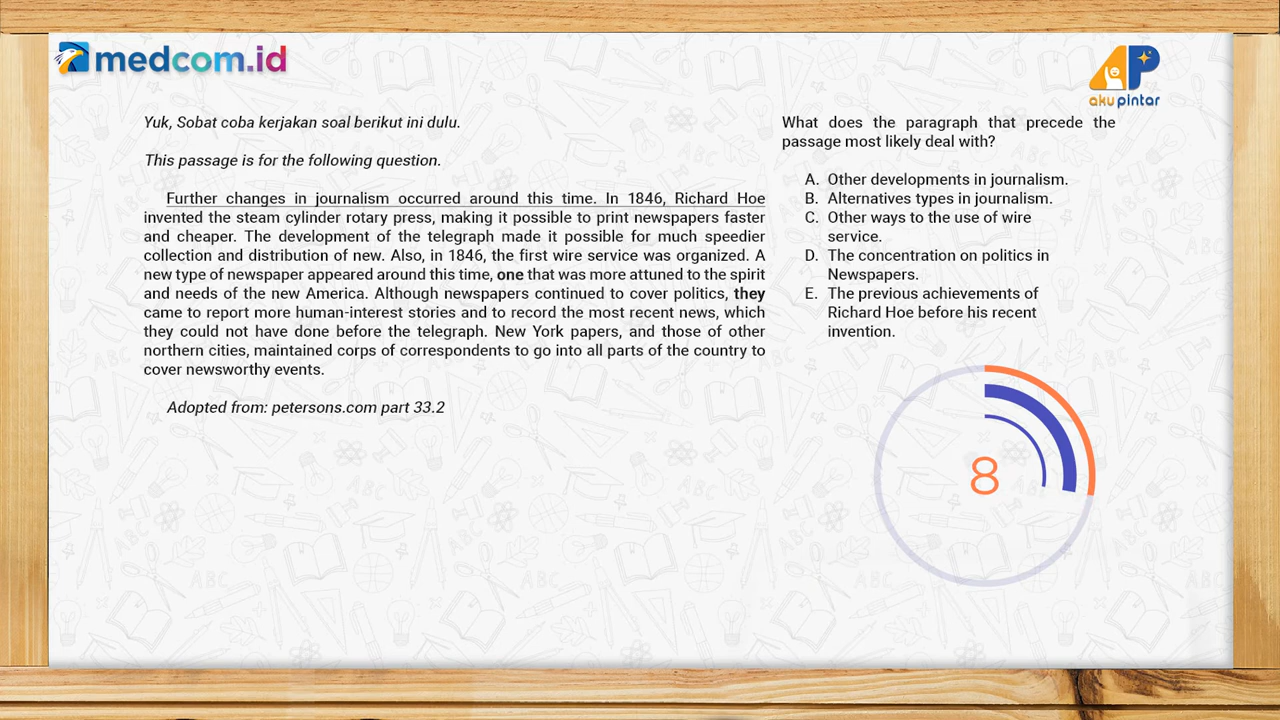 medcom.id
aku pintar
Yuk, Sobat coba kerjakan soal berikut ini dulu.
This passage is for the following question.
Further changes in journalism occurred around this time. In 1846, Richard Hoe
invented the steam cylinder rotary press, making it possible to print newspapers faster
and cheaper. The development of the telegraph made it possible for much speedier
collection and distribution of new. Also, in 1846, the first wire service was organized. A
new type of newspaper appeared around this time, one that was more attuned to the spirit
and needs of the new America. Although newspapers continued to cover politics, they
came to report more human-interest stories and to record the most recent news, which
they could not have done before the telegraph. New York papers, and those of other
northern cities, maintained corps of correspondents to go into all parts of the country to
cover newsworthy events.
Adopted from: petersons.com part 33.2
What does the paragraph that precede the
passage most likely deal with?
A. Other developments in journalism.
B. Alternatives types in journalism.
C. Other ways to the use of wire
service.
D. The concentration on politics in
Newspapers.
E. The previous achievements of
Richard Hoe before his recent
invention.
8